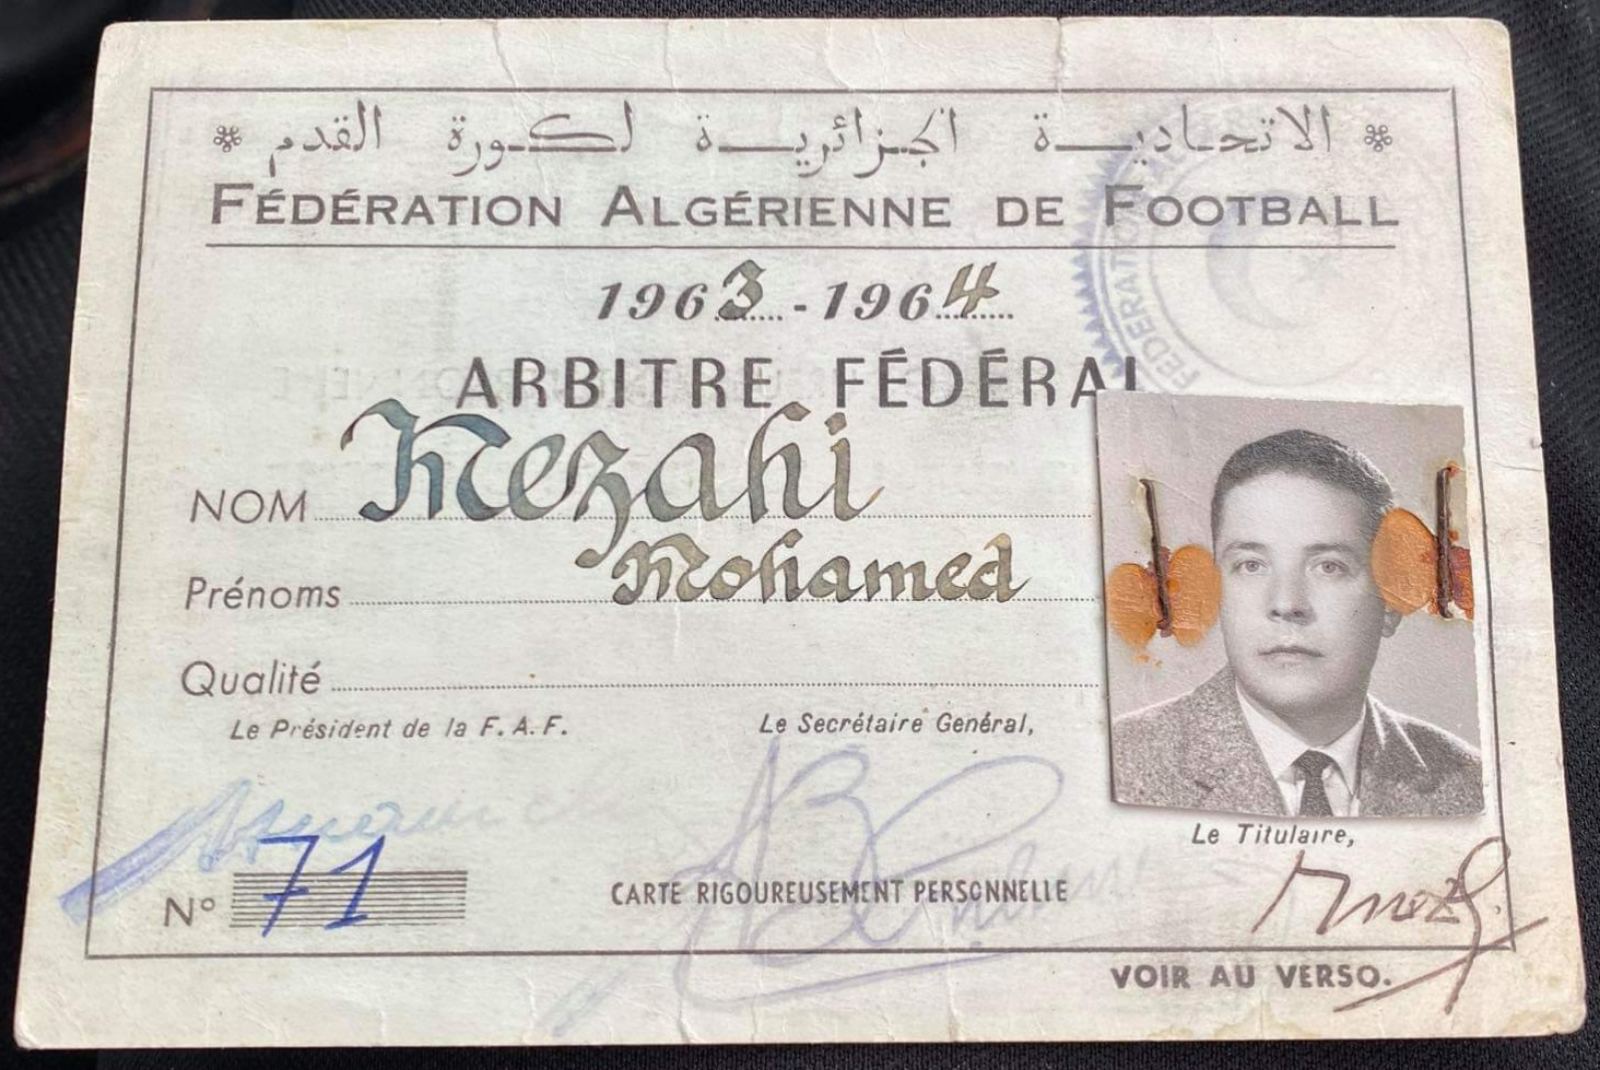 الاتحادية الجزائرية لكورة القدم
FÉDÉRATION ALGÉRIENNE DE FOOTBALL
1963 - 1964
ARBITRE FÉDÉRAL
NOM Mezahi
Prénoms Mohamed
Qualité
Le Président de la F.A.F. Le Secrétaire Genéral,
Le Titulaire,
N° 71 CARTE RIGOUREUSEMENT PERSONNELLE
VOIR AU VERSO.